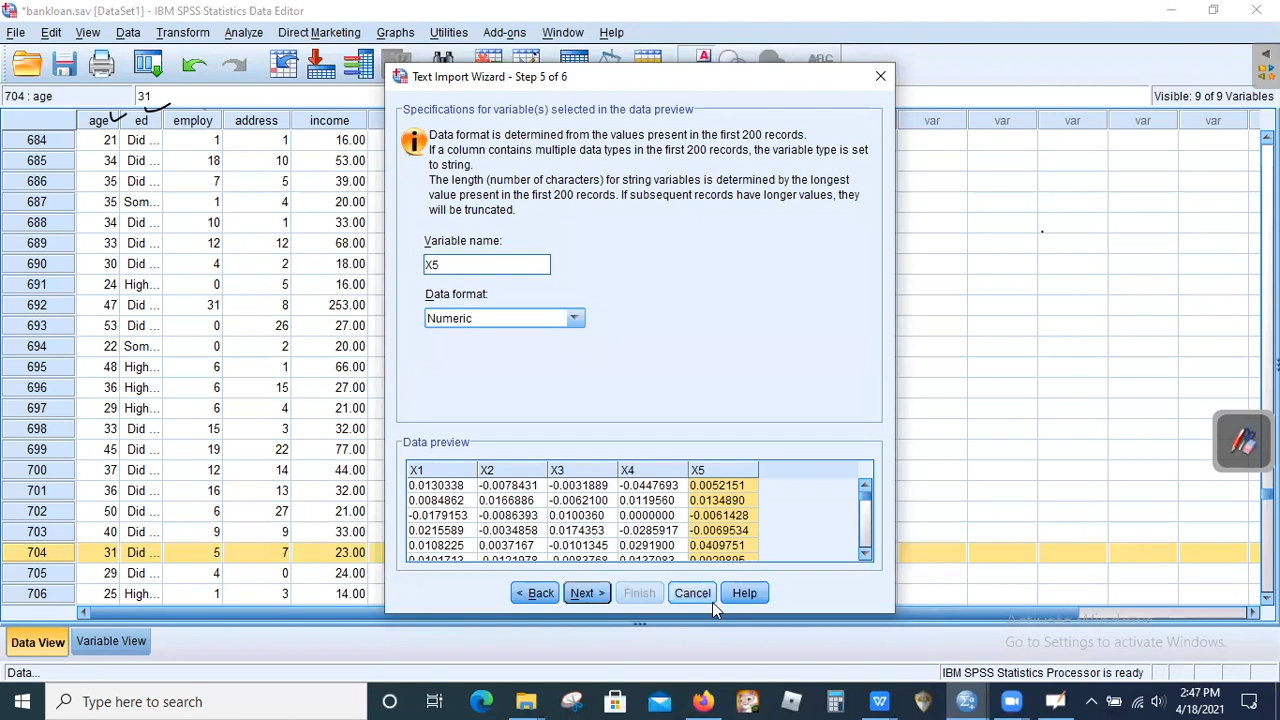 *bankloan.sav [DataSet1] - IBM SPSS Statistics Data Editor
File Edit View Data Transform Analyze Direct Marketing Graphs Utilities Add-ons Window Help
704 : age 31 Visible: 9 of 9 Variables
age ed employ address income var var var var var
684 21 Did ... 1 1 16.00
685 34 Did ... 18 10 53.00
686 35 Did ... 7 5 39.00
687 35 Som... 1 4 20.00
688 34 Did ... 10 1 33.00
689 33 Did ... 12 12 68.00
690 30 Did ... 4 2 18.00
691 24 High... 0 5 16.00
692 47 Did ... 31 8 253.00
693 53 Did ... 0 26 27.00
694 22 Som... 0 2 20.00
695 48 High... 6 1 66.00
696 36 High... 6 15 27.00
697 29 High... 6 4 21.00
698 33 Did ... 15 3 32.00
699 45 Did ... 19 22 77.00
700 37 Did ... 12 14 44.00
701 36 Did ... 16 13 32.00
702 50 Did ... 6 27 21.00
703 40 Did ... 9 9 33.00
704 31 Did ... 5 7 23.00
705 29 Did ... 4 0 24.00
706 25 High... 1 3 14.00
Text Import Wizard - Step 5 of 6
Specifications for variable(s) selected in the data preview
Data format is determined from the values present in the first 200 records.
If a column contains multiple data types in the first 200 records, the variable type is set
to string.
The length (number of characters) for string variables is determined by the longest
value present in the first 200 records. If subsequent records have longer values, they
will be truncated.
Variable name:
X5
Data format:
Numeric
Data preview
X1 X2 X3 X4 X5
0.0130338 -0.0078431 -0.0031889 -0.0447693 0.0052151
0.0084862 0.0166886 -0.0062100 0.0119560 0.0134890
-0.0179153 -0.0086393 0.0100360 0.0000000 -0.0061428
0.0215589 -0.0034858 0.0174353 -0.0285917 -0.0069534
0.0108225 0.0037167 -0.0101345 0.0291900 0.0409751
< Back Next > Finish Cancel Help
Data View Variable View
Activate Windows
Go to Settings to activate Windows.
Data... IBM SPSS Statistics Processor is ready
Type here to search
2:47 PM
4/18/2021